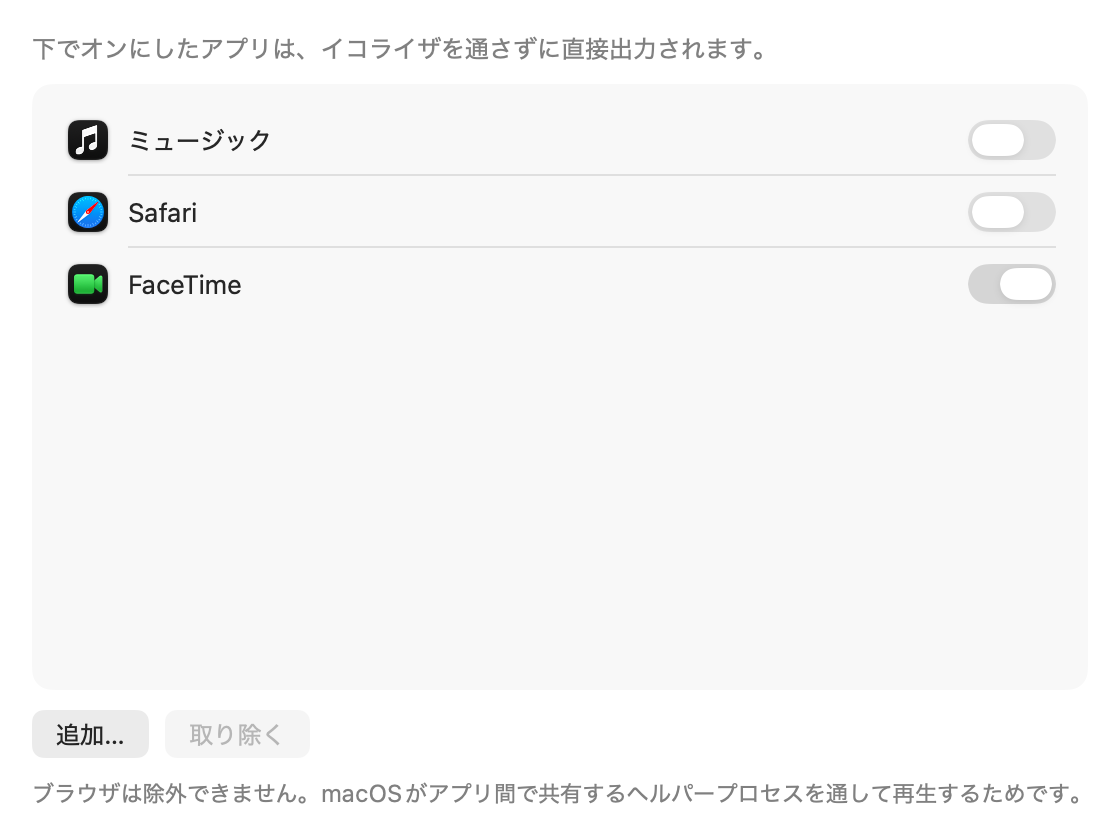 下でオンにしたアプリは、イコライザを通さずに直接出力されます。
ミュージック
Safari
FaceTime
追加...
取り除く
ブラウザは除外できません。macOSがアプリ間で共有するヘルパープロセスを通して再生するためです。